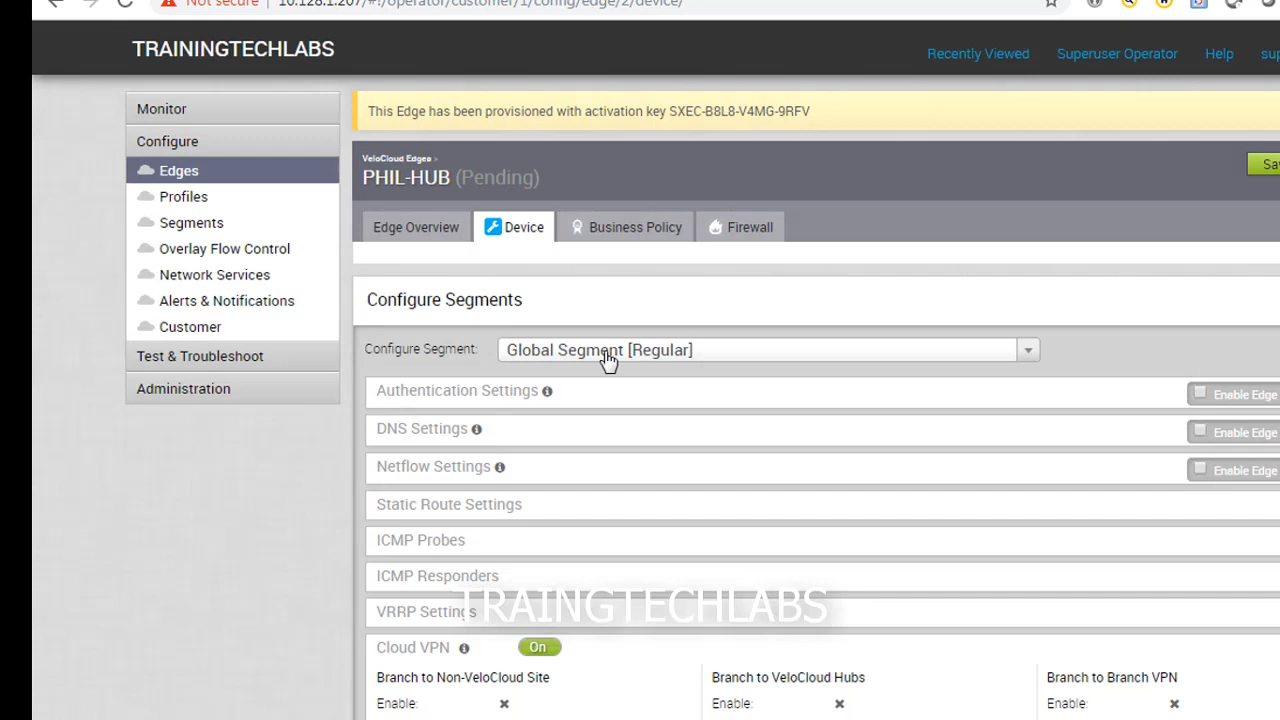 Not secure 10.128.1.207/#!/operator/customer/1/config/edge/2/device/
TRAININGTECHLABS
Recently Viewed Superuser Operator Help sup
Monitor
Configure
Edges
Profiles
Segments
Overlay Flow Control
Network Services
Alerts & Notifications
Customer
Test & Troubleshoot
Administration
This Edge has been provisioned with activation key SXEC-B8L8-V4MG-9RFV
VeloCloud Edges >
PHIL-HUB (Pending)
Sa
Edge Overview Device Business Policy Firewall
Configure Segments
Configure Segment: Global Segment [Regular]
Authentication Settings Enable Edge
DNS Settings Enable Edge
Netflow Settings Enable Edge
Static Route Settings
ICMP Probes
ICMP Responders
TRAINGTECHLABS
VRRP Settings
Cloud VPN On
Branch to Non-VeloCloud Site Branch to VeloCloud Hubs Branch to Branch VPN
Enable: Enable: Enable: